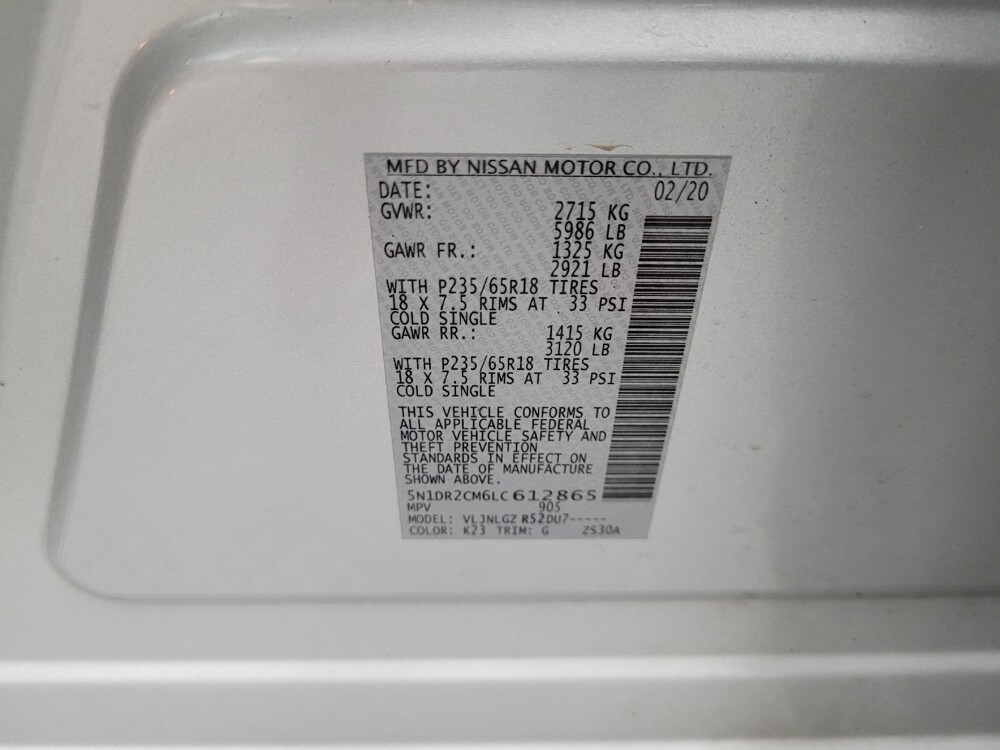 MFD BY NISSAN MOTOR CO., LTD.
DATE: 02/20
GVWR: 2715 KG
5986 LB
GAWR FR.: 1325 KG
2921 LB
WITH P235/65R18 TIRES
18 X 7.5 RIMS AT 33 PSI
COLD SINGLE
GAWR RR.: 1415 KG
3120 LB
WITH P235/65R18 TIRES
18 X 7.5 RIMS AT 33 PSI
COLD SINGLE
THIS VEHICLE CONFORMS TO
ALL APPLICABLE FEDERAL
MOTOR VEHICLE SAFETY AND
THEFT PREVENTION
STANDARDS IN EFFECT ON
THE DATE OF MANUFACTURE
SHOWN ABOVE.
5N1DR2CM6LC612865
MPV 905
MODEL: VLJNLGZ R52DU7-----
COLOR: K23 TRIM: G ZS30A